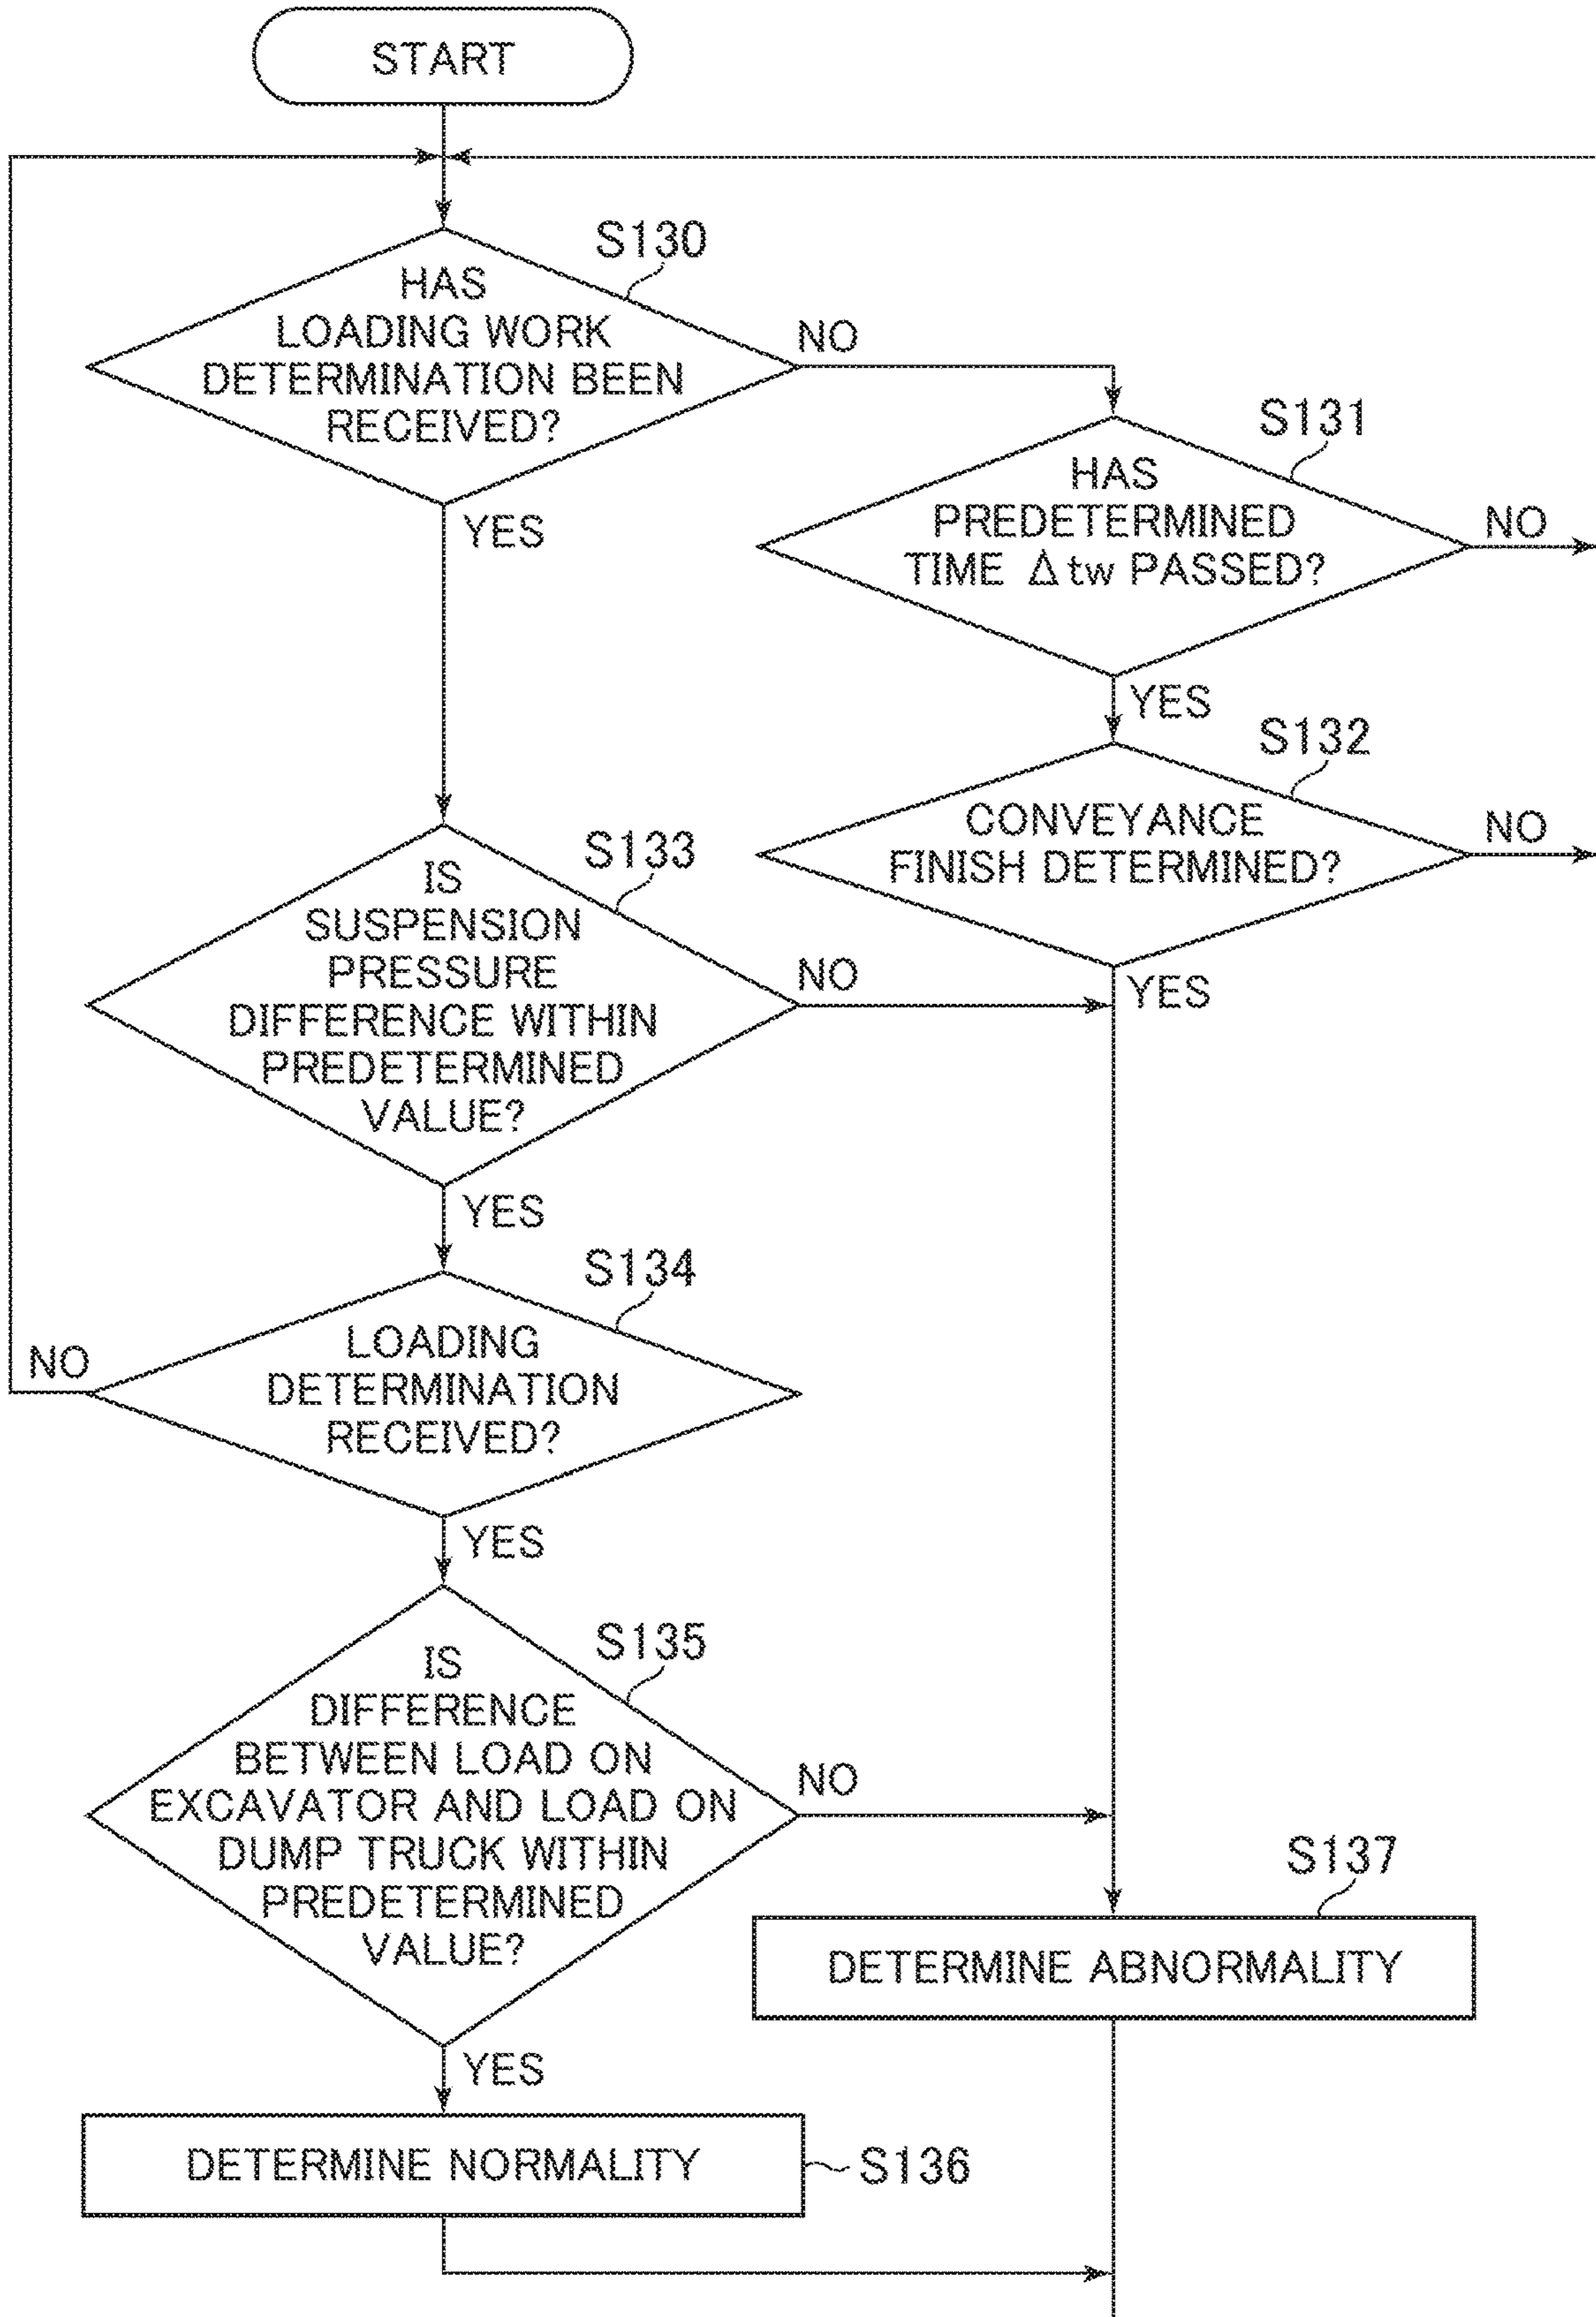 START
S130
HAS
LOADING WORK
DETERMINATION BEEN
RECEIVED?
NO
YES
S131
HAS
PREDETERMINED
TIME Δtw PASSED?
NO
YES
S132
CONVEYANCE
FINISH DETERMINED?
NO
YES
S133
IS
SUSPENSION
PRESSURE
DIFFERENCE WITHIN
PREDETERMINED
VALUE?
NO
YES
S134
LOADING
DETERMINATION
RECEIVED?
NO
YES
S135
IS
DIFFERENCE
BETWEEN LOAD ON
EXCAVATOR AND LOAD ON
DUMP TRUCK WITHIN
PREDETERMINED
VALUE?
NO
YES
S137
DETERMINE ABNORMALITY
DETERMINE NORMALITY
S136